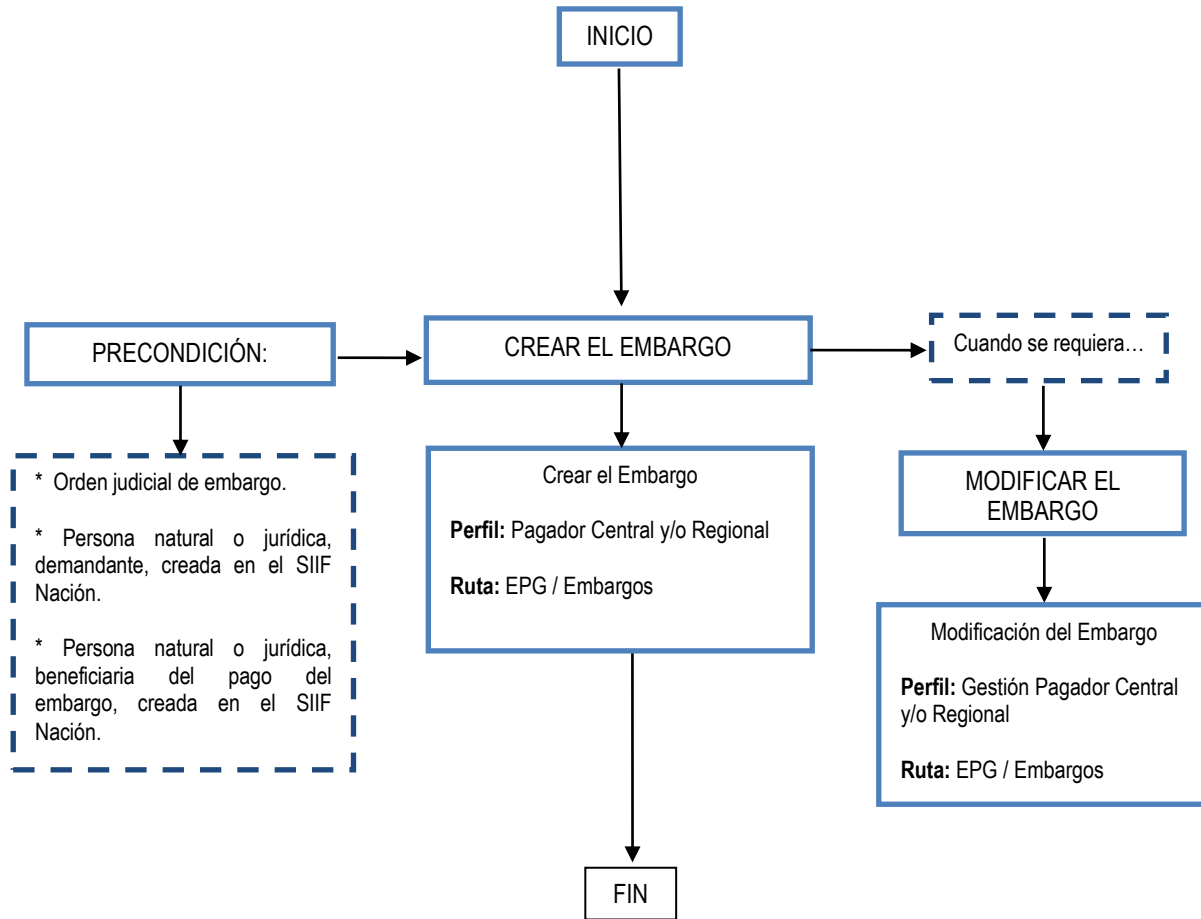 INICIO
PRECONDICIÓN:
CREAR EL EMBARGO
Cuando se requiera…
* Orden judicial de embargo.
* Persona natural o jurídica,
demandante, creada en el SIIF
Nación.
* Persona natural o jurídica,
beneficiaria del pago del
embargo, creada en el SIIF
Nación.
Crear el Embargo
Perfil: Pagador Central y/o Regional
Ruta: EPG / Embargos
MODIFICAR EL
EMBARGO
Modificación del Embargo
Perfil: Gestión Pagador Central
y/o Regional
Ruta: EPG / Embargos
FIN